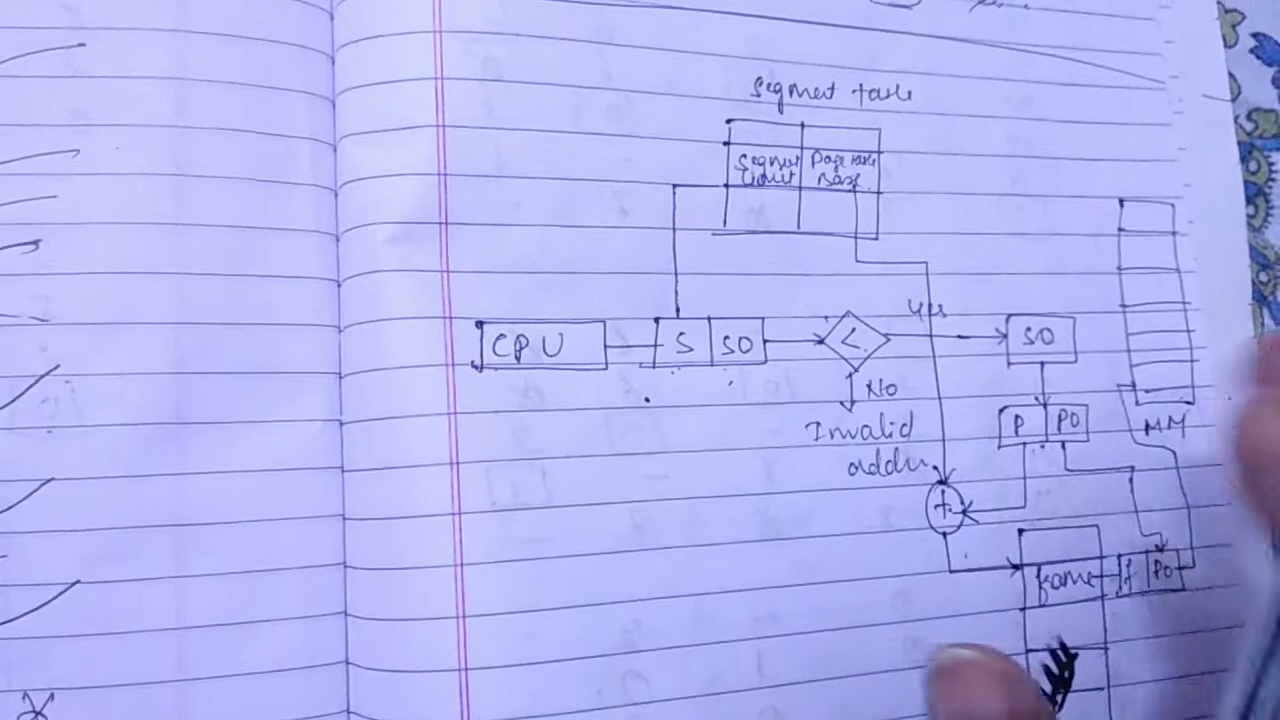 Segment table
Segment Page table
Limit Base
CPU S SO < Yes SO
No
Invalid
addr
P PO
MM
+
frame f PO